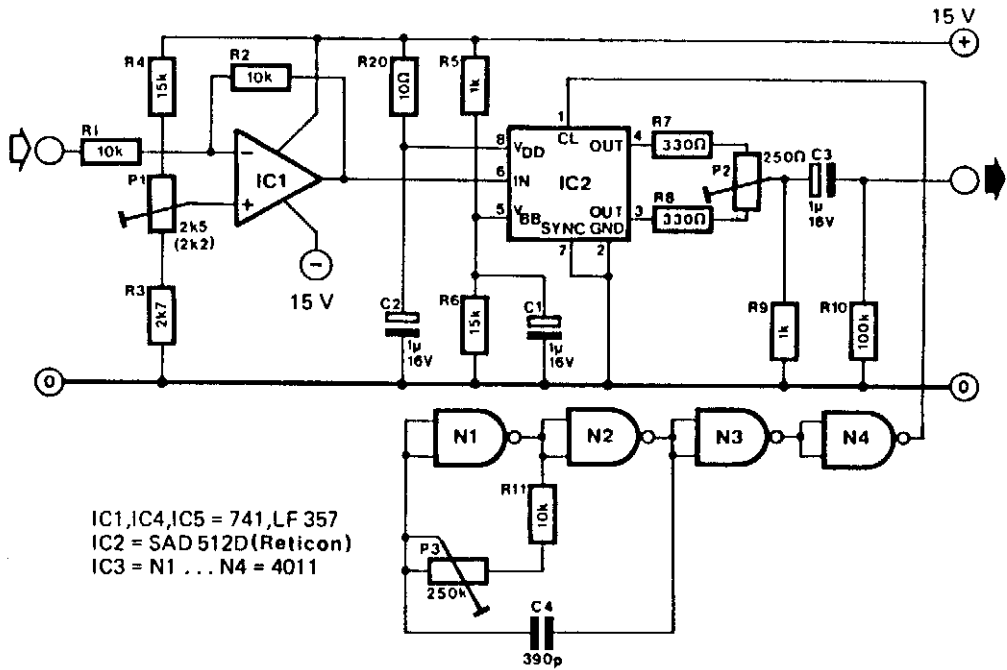 15 V
+
R4
15k
R2
10k
R20
10Ω
R5
1k
R1
10k
P1
2k5
(2k2)
−
+
IC1
−
15 V
R3
2k7
1
CL
8
VDD
6
IN
5
VBB
IC2
OUT
4
OUT
3
SYNC
GND
7
2
R7
330Ω
R8
330Ω
250Ω
P2
C3
1µ
16V
C2
1µ
16V
R6
15k
C1
1µ
16V
R9
1k
R10
100k
0
0
N1
N2
N3
N4
R11
10k
P3
250k
C4
390p
IC1,IC4,IC5 = 741,LF 357
IC2 = SAD 512D(Reticon)
IC3 = N1 ... N4 = 4011